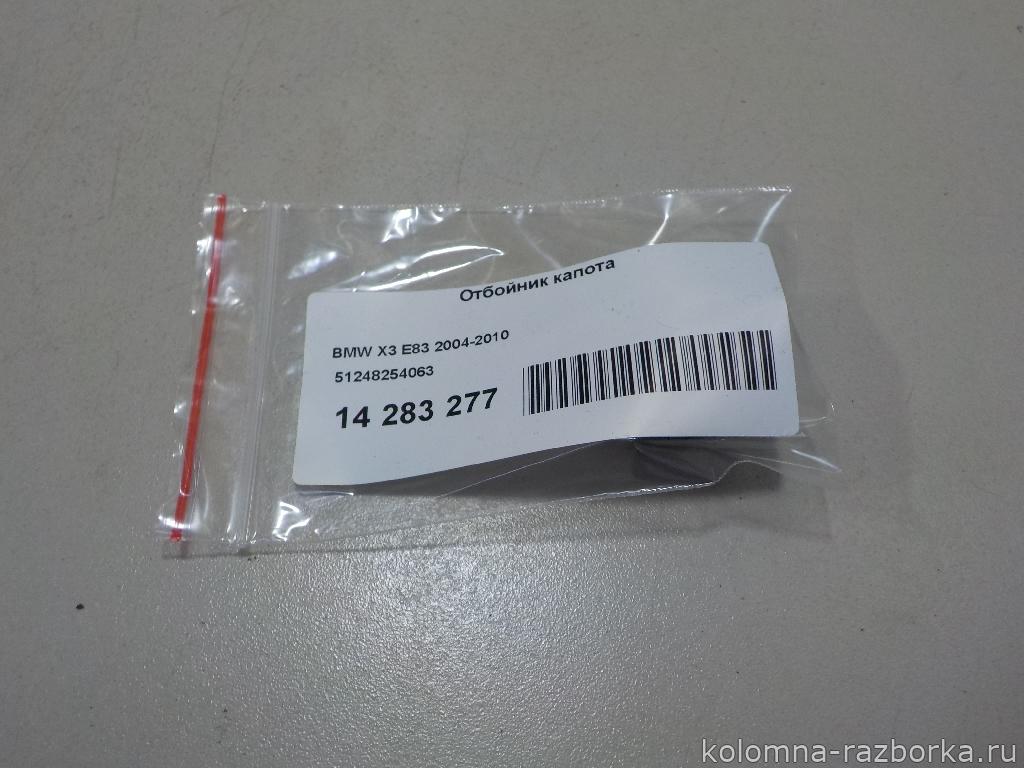 Отбойник капота
BMW X3 E83 2004-2010
51248254063
14 283 277
kolomna-razborka.ru